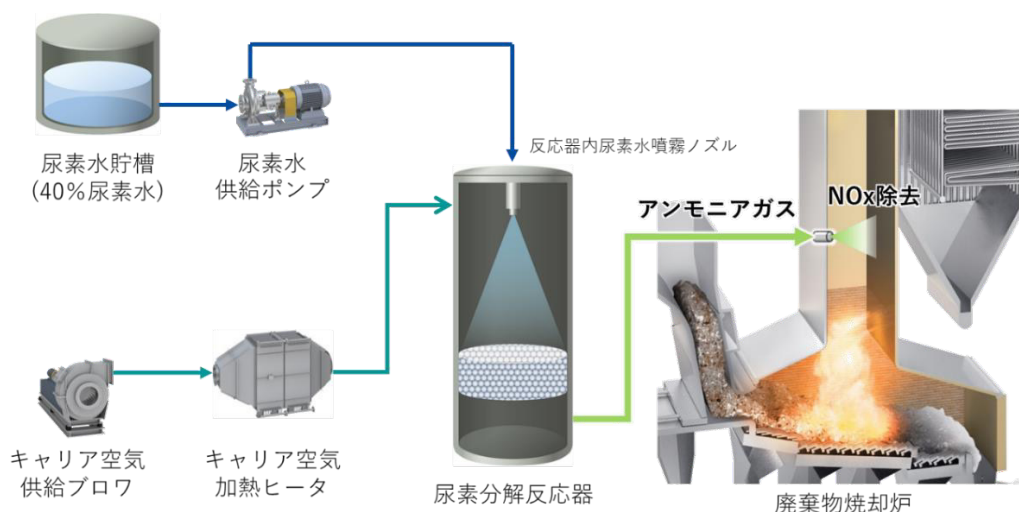 尿素水貯槽
(40%尿素水)
尿素水
供給ポンプ
反応器内尿素水噴霧ノズル
アンモニアガス
NOx除去
キャリア空気
供給ブロワ
キャリア空気
加熱ヒータ
尿素分解反応器
廃棄物焼却炉